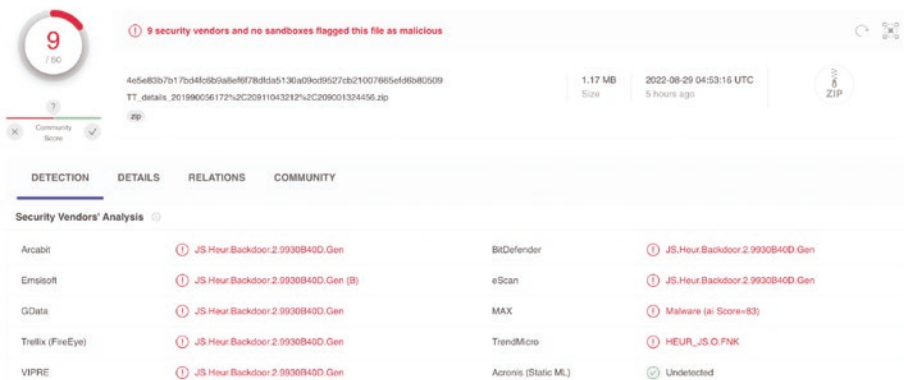 9
/ 60
9 security vendors and no sandboxes flagged this file as malicious
TT_details_201990056172%2C20911043212%2C209001324456.zip
zip
1.17 MB
Size
2022-08-29 04:53:16 UTC
5 hours ago
ZIP
?
Community
Score
DETECTION DETAILS RELATIONS COMMUNITY
Security Vendors' Analysis
Arcabit JS.Heur.Backdoor.2.9930B40D.Gen BitDefender JS.Heur.Backdoor.2.9930B40D.Gen
Emsisoft JS.Heur.Backdoor.2.9930B40D.Gen (B) eScan JS.Heur.Backdoor.2.9930B40D.Gen
GData JS.Heur.Backdoor.2.9930B40D.Gen MAX Malware (ai Score=83)
Trellix (FireEye) JS.Heur.Backdoor.2.9930B40D.Gen TrendMicro HEUR_JS.O.FNK
VIPRE JS.Heur.Backdoor.2.9930B40D.Gen Acronis (Static ML) Undetected